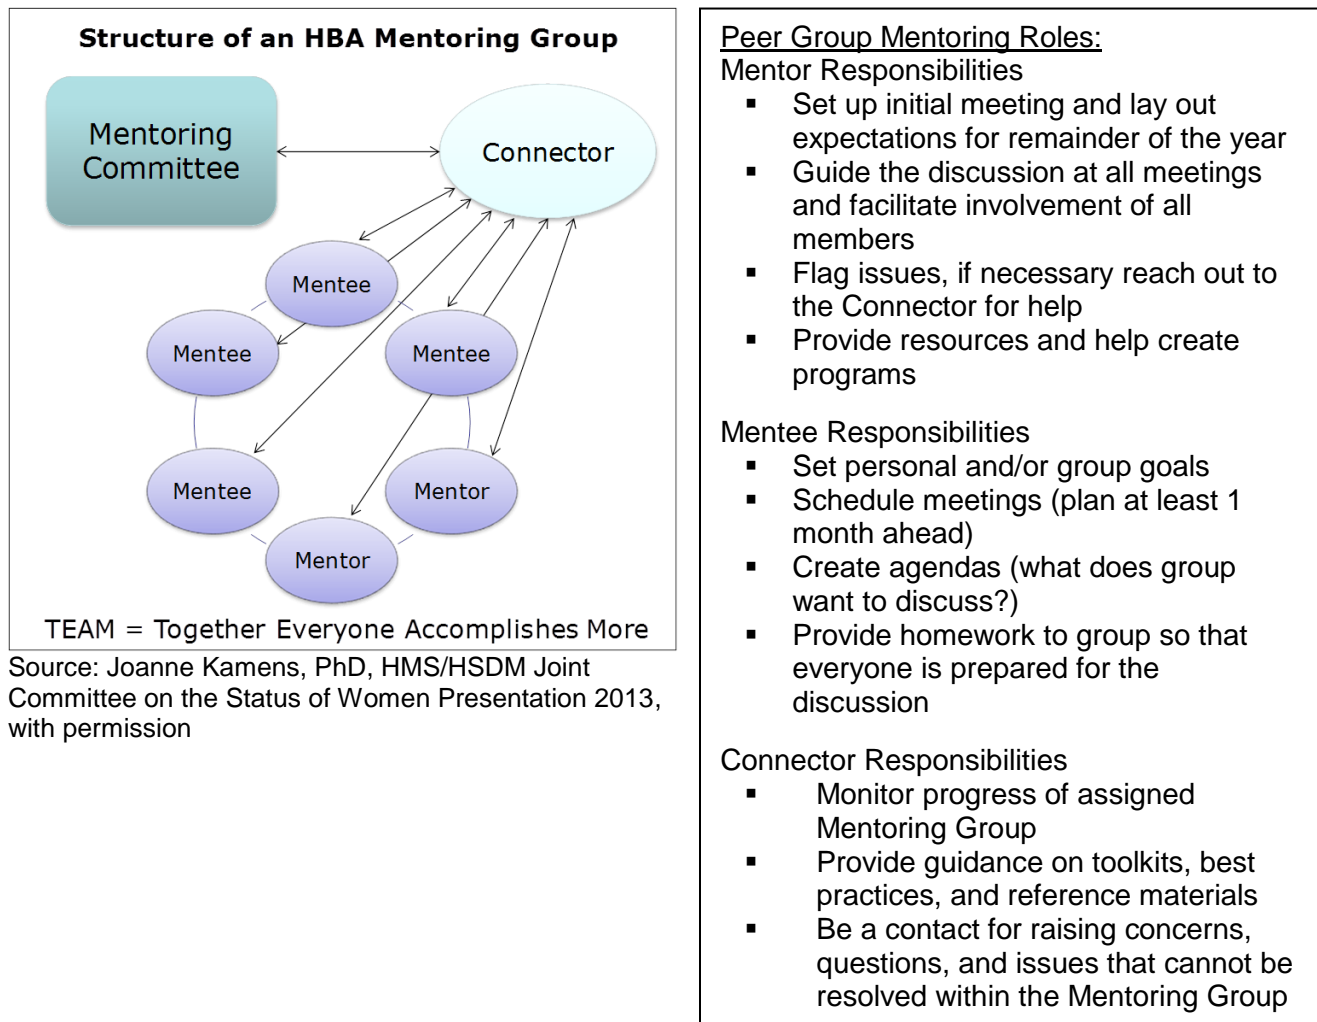 Structure of an HBA Mentoring Group
Mentoring
Committee
Connector
Mentee
Mentee
Mentee
Mentee
Mentor
Mentor
TEAM = Together Everyone Accomplishes More
Source: Joanne Kamens, PhD, HMS/HSDM Joint
Committee on the Status of Women Presentation 2013,
with permission
Peer Group Mentoring Roles:
Mentor Responsibilities
▪ Set up initial meeting and lay out
expectations for remainder of the year
▪ Guide the discussion at all meetings
and facilitate involvement of all
members
▪ Flag issues, if necessary reach out to
the Connector for help
▪ Provide resources and help create
programs
Mentee Responsibilities
▪ Set personal and/or group goals
▪ Schedule meetings (plan at least 1
month ahead)
▪ Create agendas (what does group
want to discuss?)
▪ Provide homework to group so that
everyone is prepared for the
discussion
Connector Responsibilities
▪ Monitor progress of assigned
Mentoring Group
▪ Provide guidance on toolkits, best
practices, and reference materials
▪ Be a contact for raising concerns,
questions, and issues that cannot be
resolved within the Mentoring Group